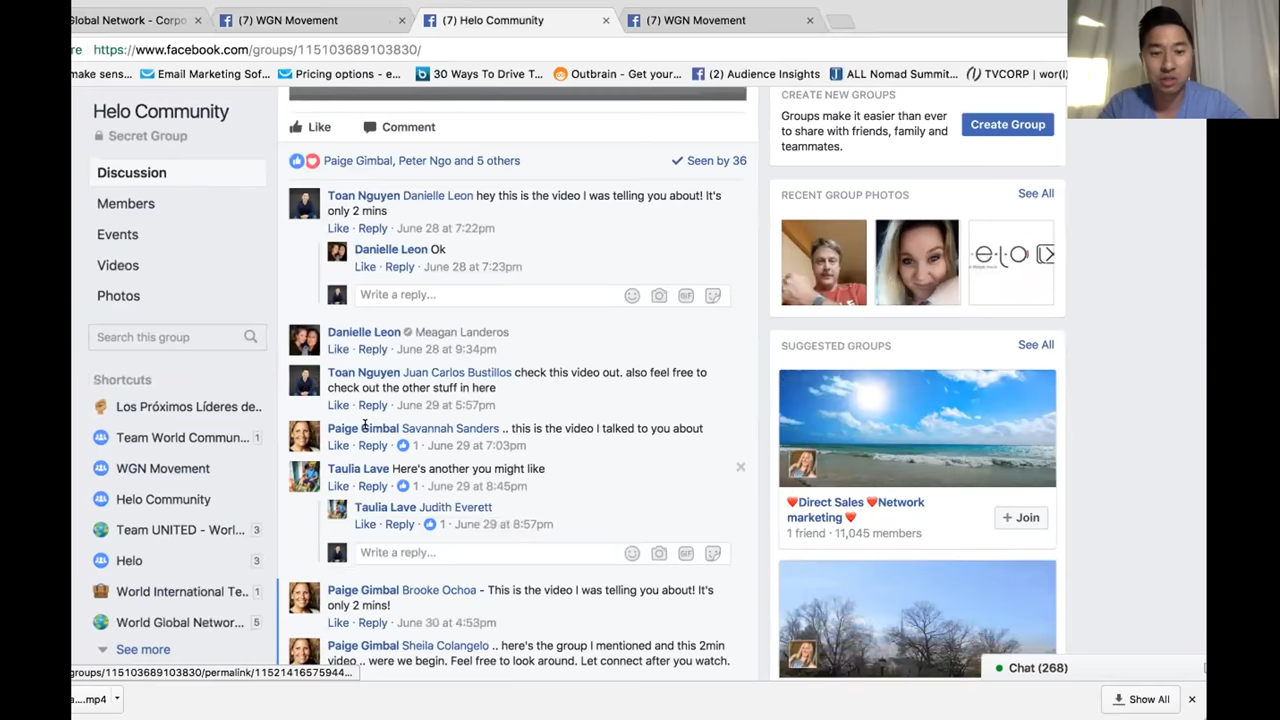 Global Network - Corpo
(7) WGN Movement
(7) Helo Community
(7) WGN Movement
re https://www.facebook.com/groups/115103689103830/
make sens...
Email Marketing Sof...
Pricing options - e...
30 Ways To Drive T...
Outbrain - Get your...
(2) Audience Insights
ALL Nomad Summit...
TVCORP | wor(l
Helo Community
Secret Group
Discussion
Members
Events
Videos
Photos
Search this group
Shortcuts
Los Próximos Líderes de..
Team World Commun... 1
WGN Movement
Helo Community
Team UNITED - Worl... 3
Helo 3
World International Te.. 1
World Global Networ... 5
See more
groups/115103689103830/permalink/11521416575944...
a....mp4
Like Comment
Paige Gimbal, Peter Ngo and 5 others
Seen by 36
Toan Nguyen Danielle Leon hey this is the video I was telling you about! It's
only 2 mins
Like · Reply · June 28 at 7:22pm
Danielle Leon Ok
Like · Reply · June 28 at 7:23pm
Write a reply...
GIF
Danielle Leon Meagan Landeros
Like · Reply · June 28 at 9:34pm
Toan Nguyen Juan Carlos Bustillos check this video out. also feel free to
check out the other stuff in here
Like · Reply · June 29 at 5:57pm
Paige Gimbal Savannah Sanders .. this is the video I talked to you about
Like · Reply · 1 · June 29 at 7:03pm
Taulia Lave Here's another you might like
Like · Reply · 1 · June 29 at 8:45pm
Taulia Lave Judith Everett
Like · Reply · 1 · June 29 at 8:57pm
Write a reply...
GIF
Paige Gimbal Brooke Ochoa - This is the video I was telling you about! It's
only 2 mins!
Like · Reply · June 30 at 4:53pm
Paige Gimbal Sheila Colangelo .. here's the group I mentioned and this 2min
video .. were we begin. Feel free to look around. Let connect after you watch.
CREATE NEW GROUPS
Groups make it easier than ever
to share with friends, family and
teammates.
Create Group
RECENT GROUP PHOTOS
See All
elo
SUGGESTED GROUPS
See All
❤Direct Sales ❤Network
marketing ❤
1 friend · 11,045 members
+ Join
Chat (268)
Show All